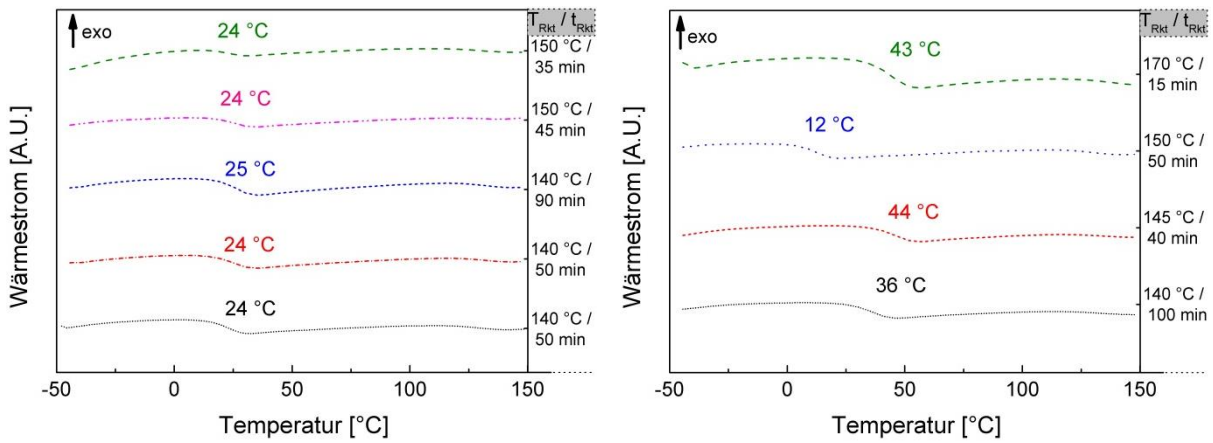 exo
T_Rkt / t_Rkt
24 °C
150 °C /
35 min
24 °C
150 °C /
45 min
25 °C
140 °C /
90 min
24 °C
140 °C /
50 min
24 °C
140 °C /
50 min
Wärmestrom [A.U.]
-50 0 50 100 150
Temperatur [°C]
exo
T_Rkt / t_Rkt
43 °C
170 °C /
15 min
12 °C
150 °C /
50 min
44 °C
145 °C /
40 min
36 °C
140 °C /
100 min
Wärmestrom [A.U.]
-50 0 50 100 150
Temperatur [°C]